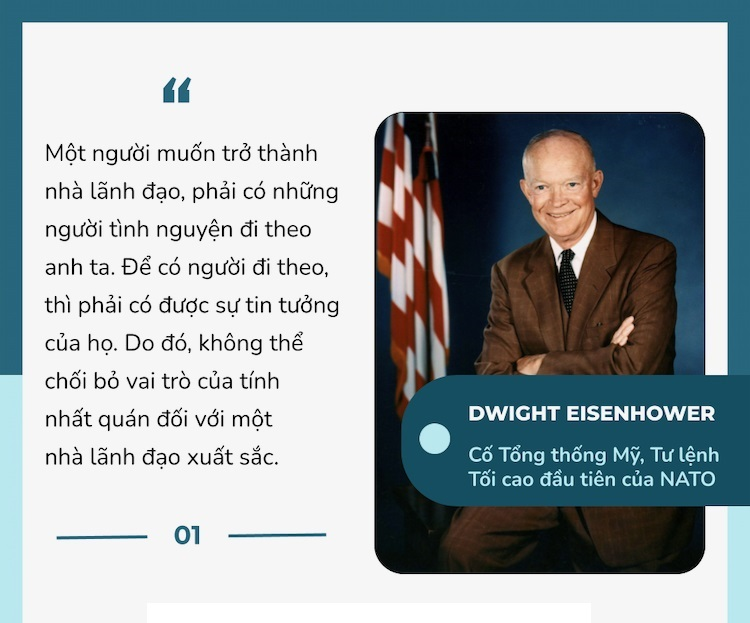 “
Một người muốn trở thành
nhà lãnh đạo, phải có những
người tình nguyện đi theo
anh ta. Để có người đi theo,
thì phải có được sự tin tưởng
của họ. Do đó, không thể
chối bỏ vai trò của tính
nhất quán đối với một
nhà lãnh đạo xuất sắc.
01
DWIGHT EISENHOWER
Cố Tổng thống Mỹ, Tư lệnh
Tối cao đầu tiên của NATO